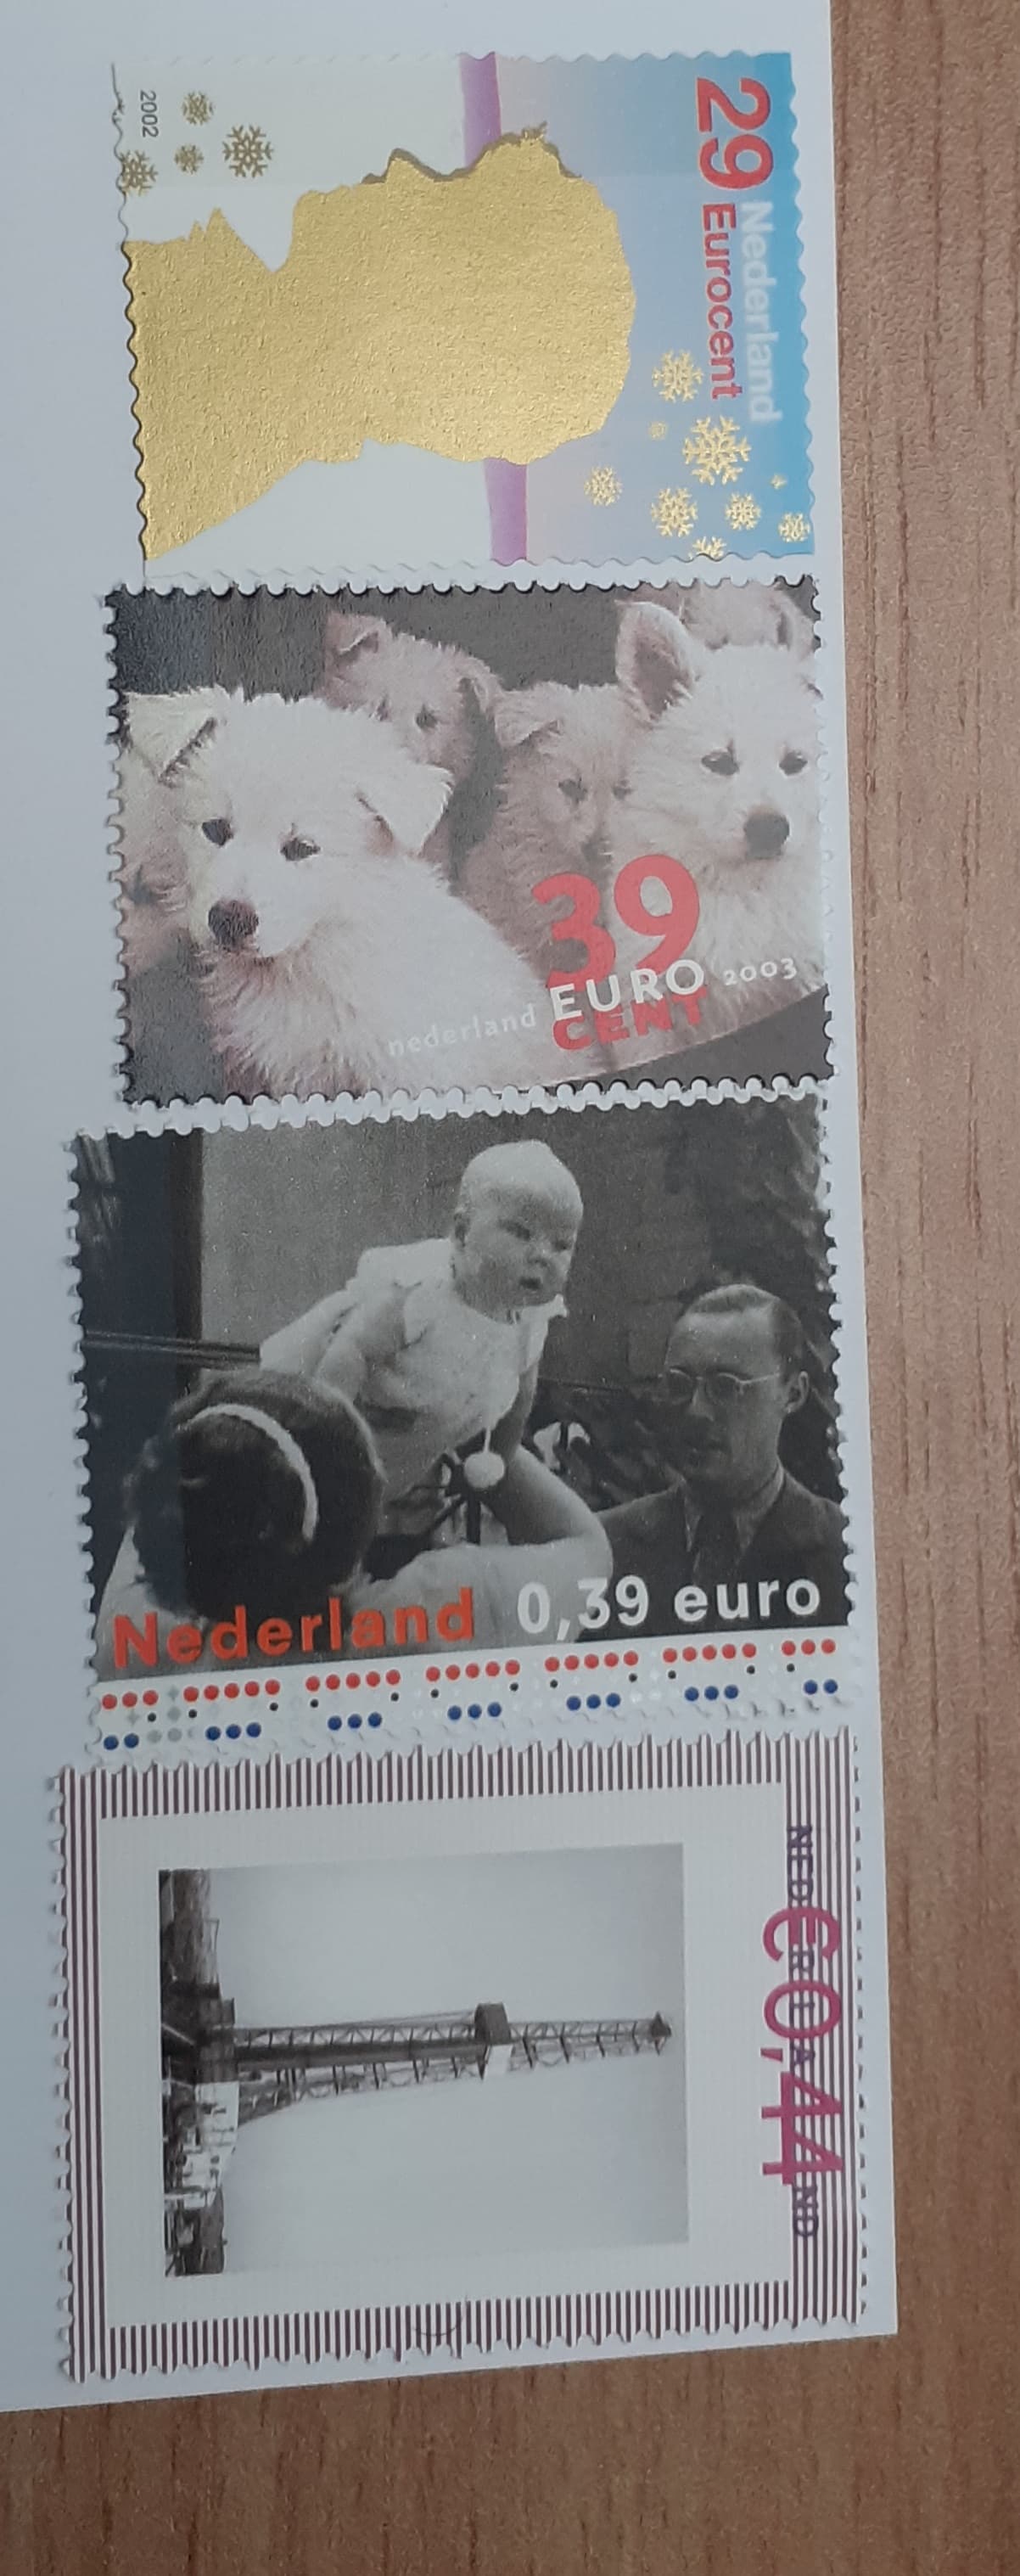 29 Eurocent
Nederland
2002
39
nederland EURO 2003
CENT
Nederland 0,39 euro
NEDERLAND
€0,44